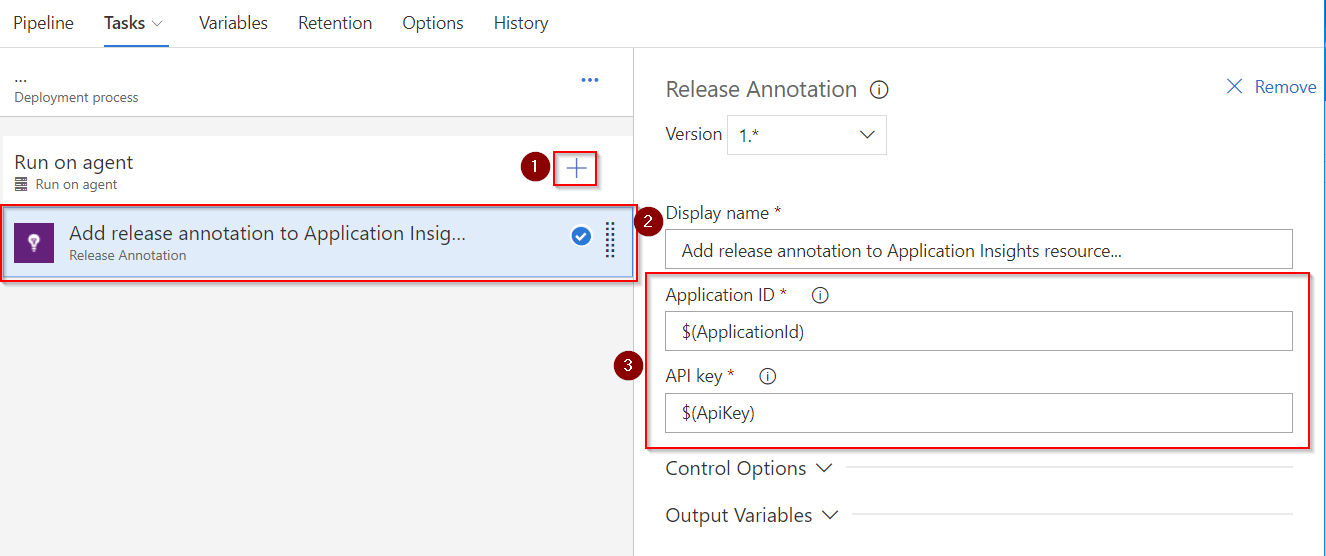 Pipeline Tasks Variables Retention Options History
...
Deployment process
Run on agent
Run on agent
1
Add release annotation to Application Insig...
Release Annotation
Release Annotation
Remove
Version 1.*
2
Display name *
Add release annotation to Application Insights resource...
3
Application ID *
$(ApplicationId)
API key *
$(ApiKey)
Control Options
Output Variables